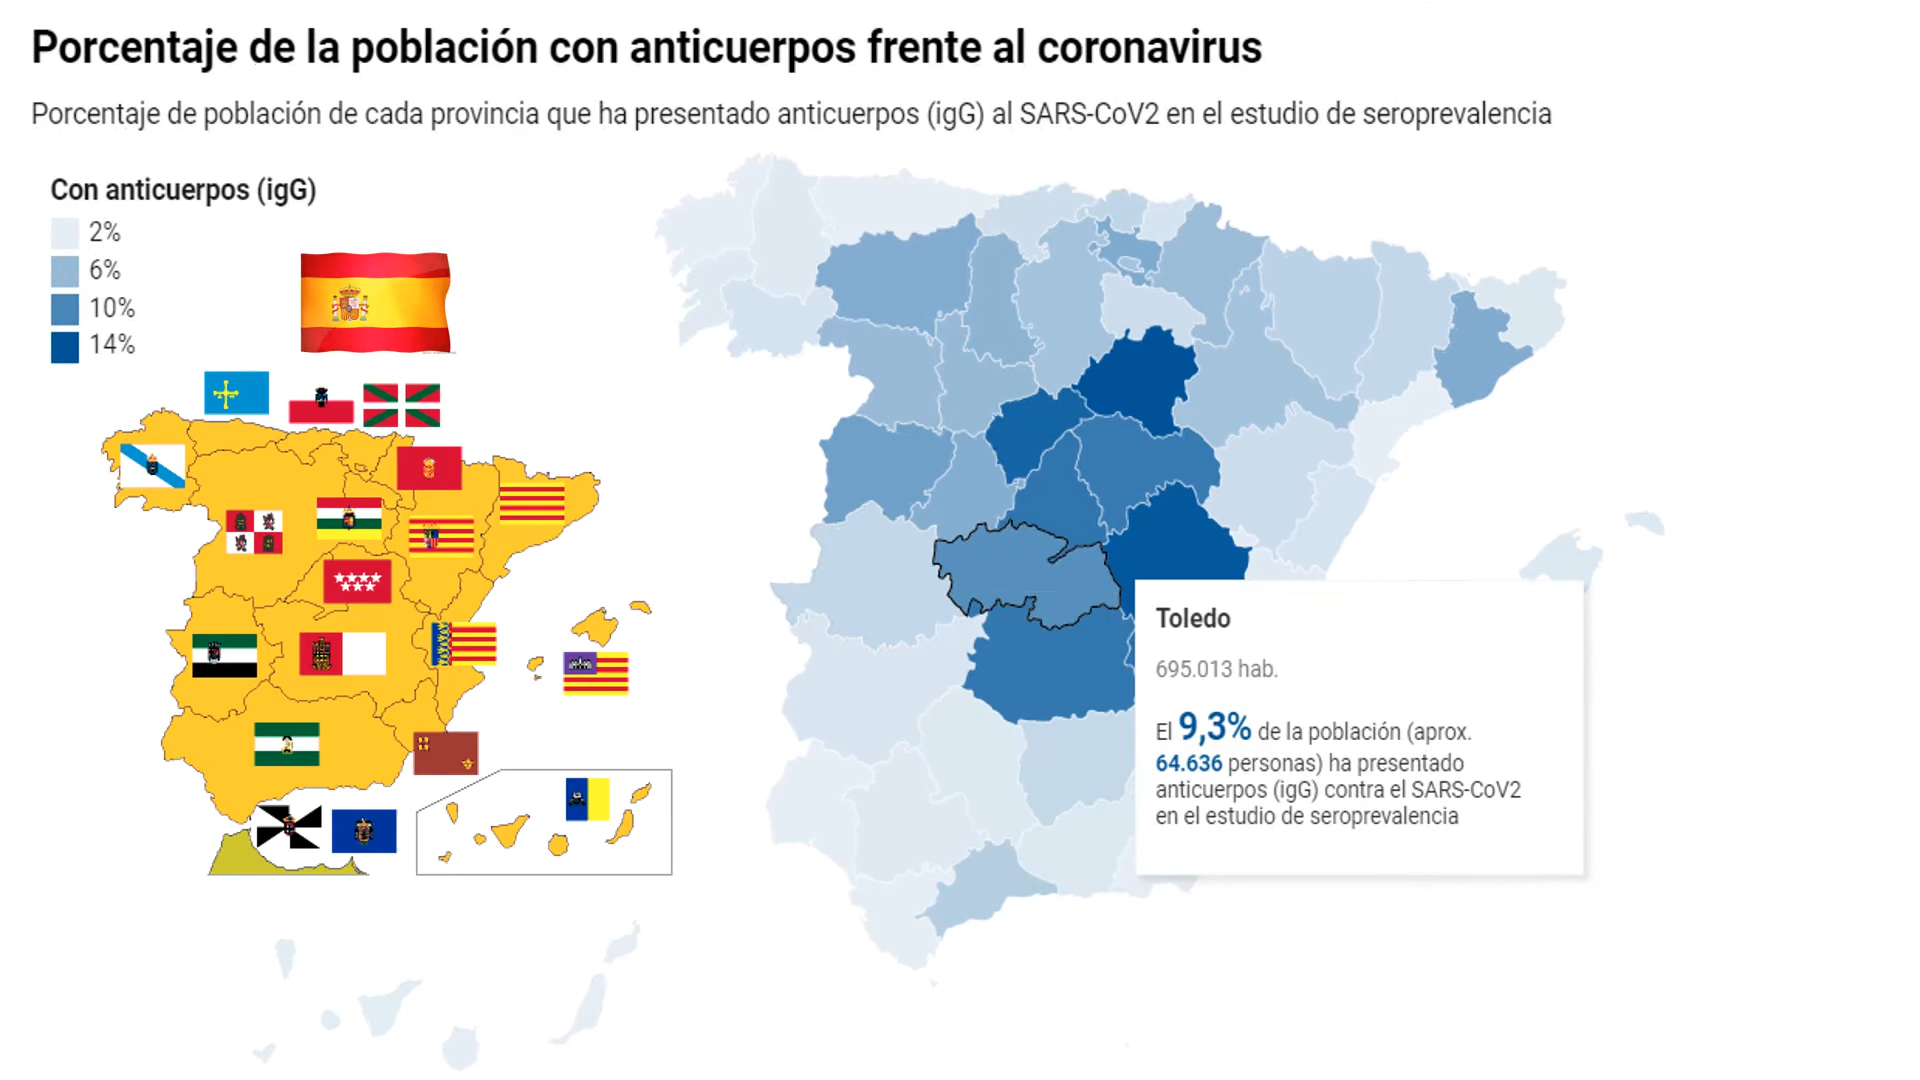 Porcentaje de la población con anticuerpos frente al coronavirus
Porcentaje de población de cada provincia que ha presentado anticuerpos (igG) al SARS-CoV2 en el estudio de seroprevalencia
Con anticuerpos (igG)
2%
6%
10%
14%
Toledo
695.013 hab.
El 9,3% de la población (aprox.
64.636 personas) ha presentado
anticuerpos (igG) contra el SARS-CoV2
en el estudio de seroprevalencia